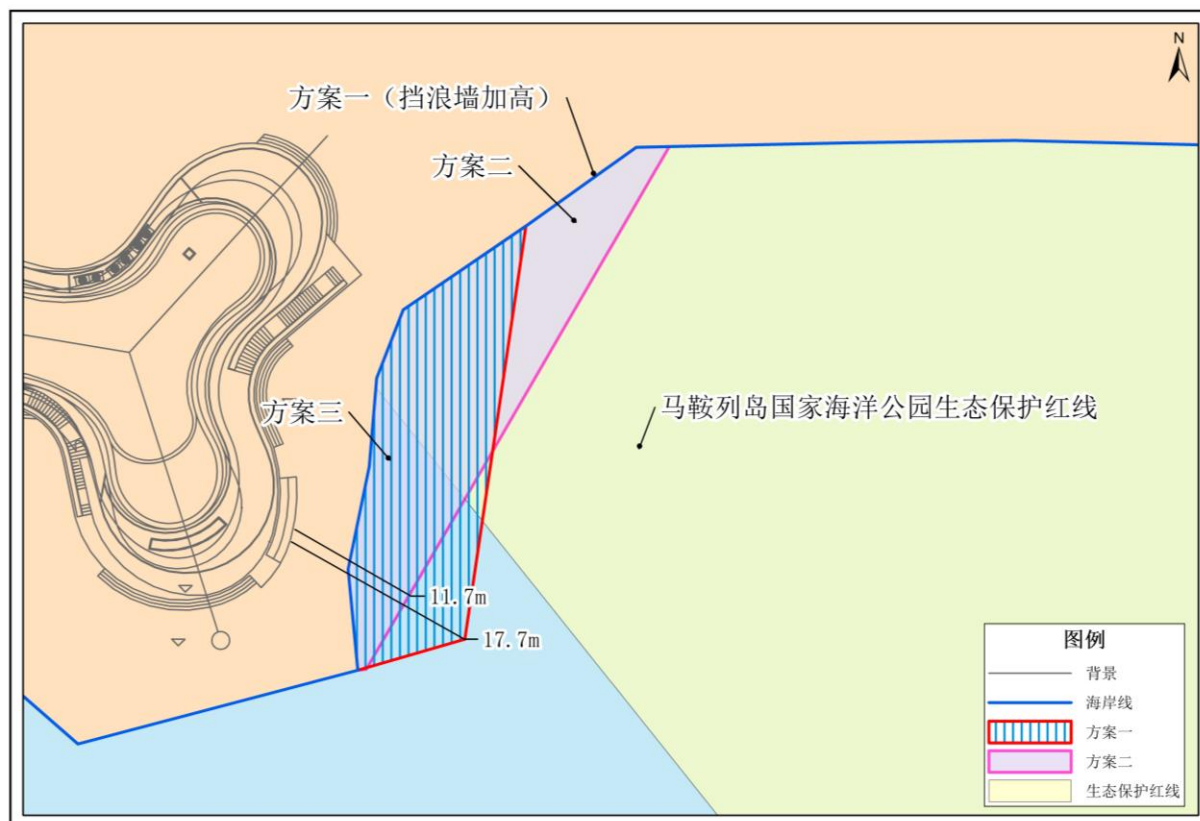 N
方案一（挡浪墙加高）
方案二
马鞍列岛国家海洋公园生态保护红线
方案三
11.7m
17.7m
图例
背景
海岸线
方案一
方案二
生态保护红线